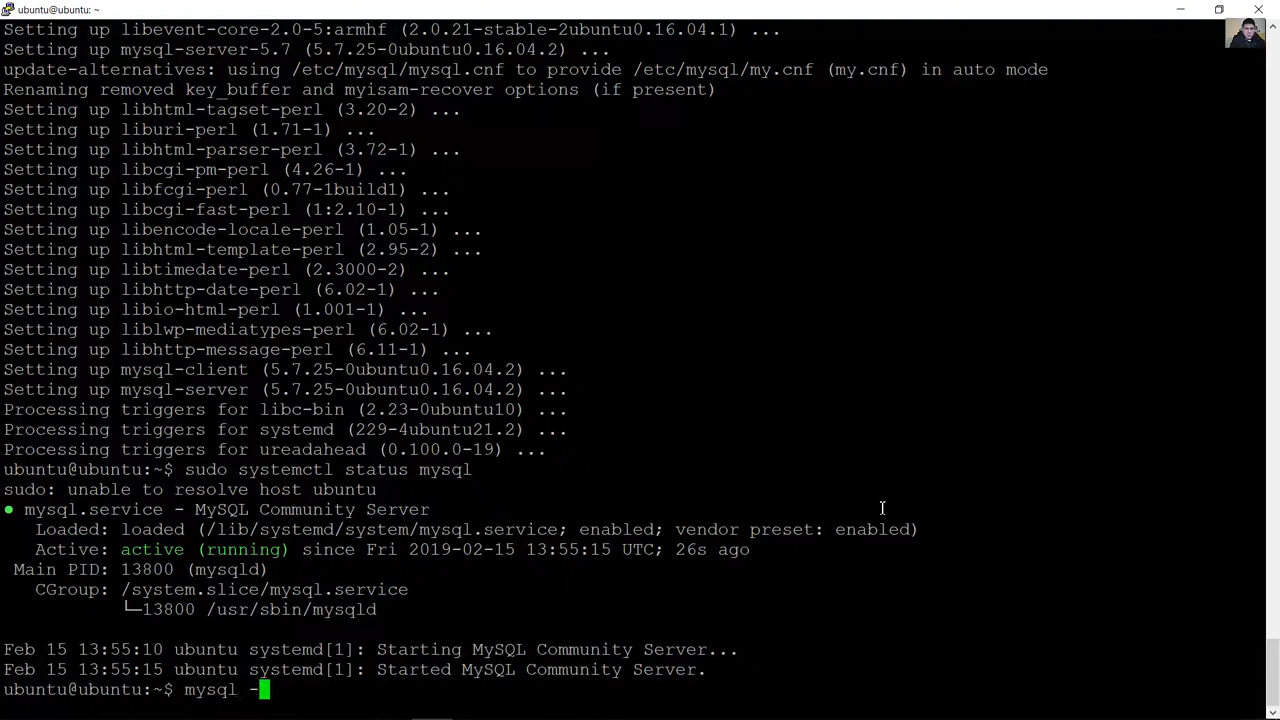 ubuntu@ubuntu: ~
Setting up libevent-core-2.0-5:armhf (2.0.21-stable-2ubuntu0.16.04.1) ...
Setting up mysql-server-5.7 (5.7.25-0ubuntu0.16.04.2) ...
update-alternatives: using /etc/mysql/mysql.cnf to provide /etc/mysql/my.cnf (my.cnf) in auto mode
Renaming removed key_buffer and myisam-recover options (if present)
Setting up libhtml-tagset-perl (3.20-2) ...
Setting up liburi-perl (1.71-1) ...
Setting up libhtml-parser-perl (3.72-1) ...
Setting up libcgi-pm-perl (4.26-1) ...
Setting up libfcgi-perl (0.77-1build1) ...
Setting up libcgi-fast-perl (1:2.10-1) ...
Setting up libencode-locale-perl (1.05-1) ...
Setting up libhtml-template-perl (2.95-2) ...
Setting up libtimedate-perl (2.3000-2) ...
Setting up libhttp-date-perl (6.02-1) ...
Setting up libio-html-perl (1.001-1) ...
Setting up liblwp-mediatypes-perl (6.02-1) ...
Setting up libhttp-message-perl (6.11-1) ...
Setting up mysql-client (5.7.25-0ubuntu0.16.04.2) ...
Setting up mysql-server (5.7.25-0ubuntu0.16.04.2) ...
Processing triggers for libc-bin (2.23-0ubuntu10) ...
Processing triggers for systemd (229-4ubuntu21.2) ...
Processing triggers for ureadahead (0.100.0-19) ...
ubuntu@ubuntu:~$ sudo systemctl status mysql
sudo: unable to resolve host ubuntu
● mysql.service - MySQL Community Server
Loaded: loaded (/lib/systemd/system/mysql.service; enabled; vendor preset: enabled)
Active: active (running) since Fri 2019-02-15 13:55:15 UTC; 26s ago
Main PID: 13800 (mysqld)
CGroup: /system.slice/mysql.service
└─13800 /usr/sbin/mysqld
Feb 15 13:55:10 ubuntu systemd[1]: Starting MySQL Community Server...
Feb 15 13:55:15 ubuntu systemd[1]: Started MySQL Community Server.
ubuntu@ubuntu:~$ mysql -